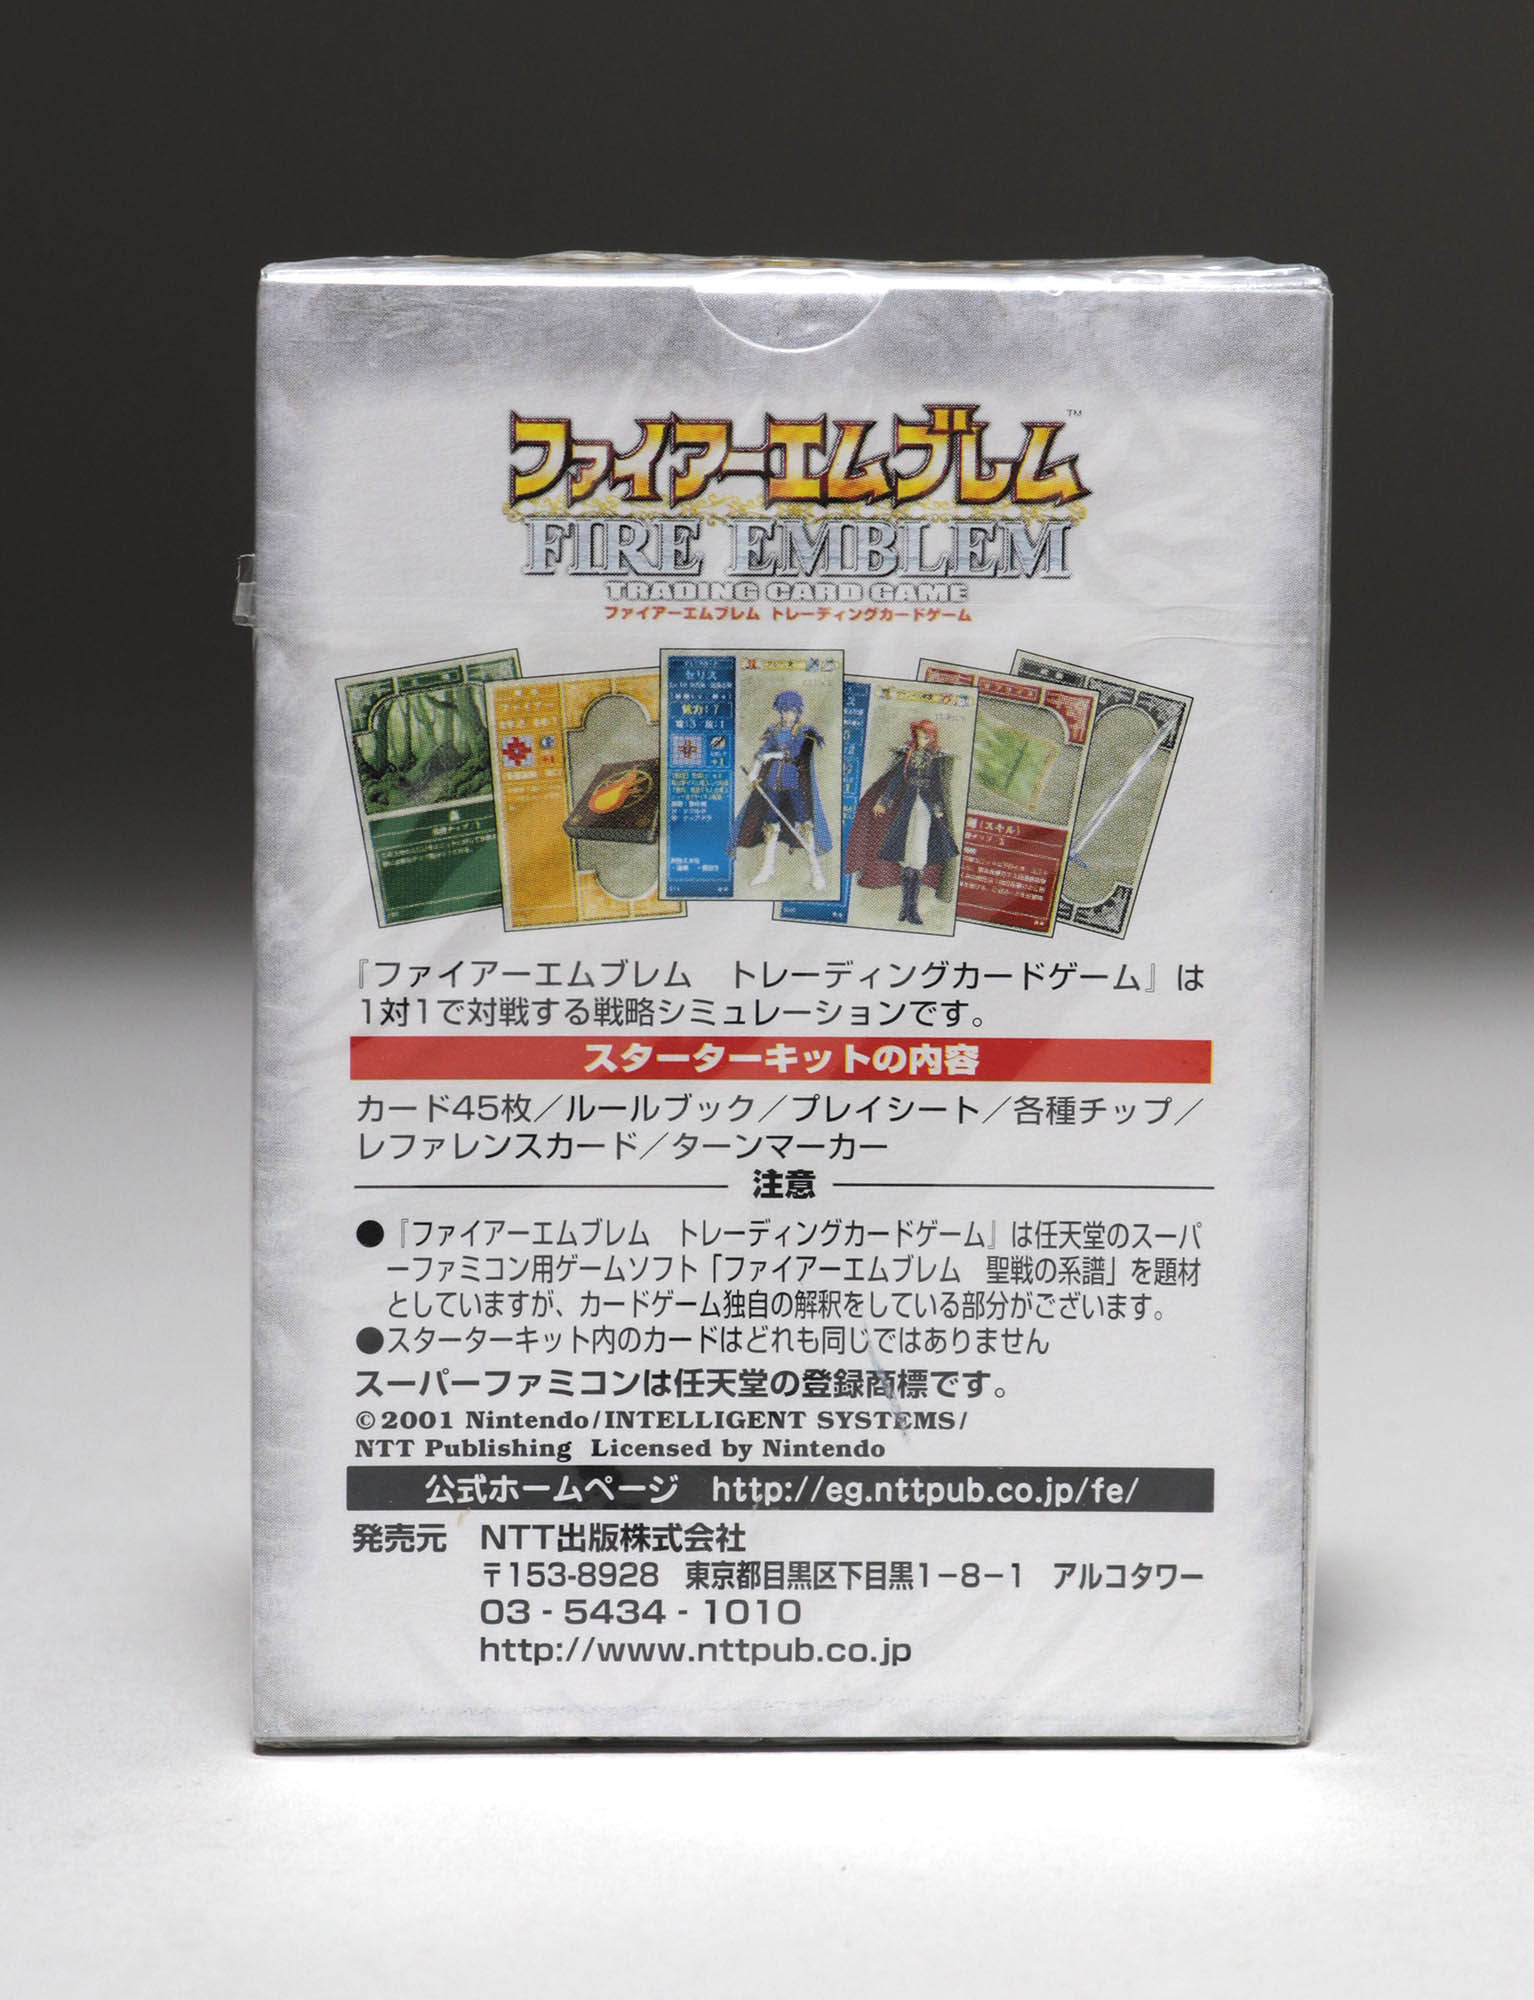 ファイアーエムブレム™
FIRE EMBLEM
TRADING CARD GAME
ファイアーエムブレム トレーディングカードゲーム
ファイアー
セリス
『ファイアーエムブレム　トレーディングカードゲーム』は
1対1で対戦する戦略シミュレーションです。
スターターキットの内容
カード45枚／ルールブック／プレイシート／各種チップ／
レファレンスカード／ターンマーカー
注意
●『ファイアーエムブレム　トレーディングカードゲーム』は任天堂のスーパ
ーファミコン用ゲームソフト「ファイアーエムブレム　聖戦の系譜」を題材
としていますが、カードゲーム独自の解釈をしている部分がございます。
●スターターキット内のカードはどれも同じではありません
スーパーファミコンは任天堂の登録商標です。
©2001 Nintendo/INTELLIGENT SYSTEMS/
NTT Publishing Licensed by Nintendo
公式ホームページ　http://eg.nttpub.co.jp/fe/
発売元　NTT出版株式会社
〒153-8928　東京都目黒区下目黒1−8−1　アルコタワー
03 - 5434 - 1010
http://www.nttpub.co.jp